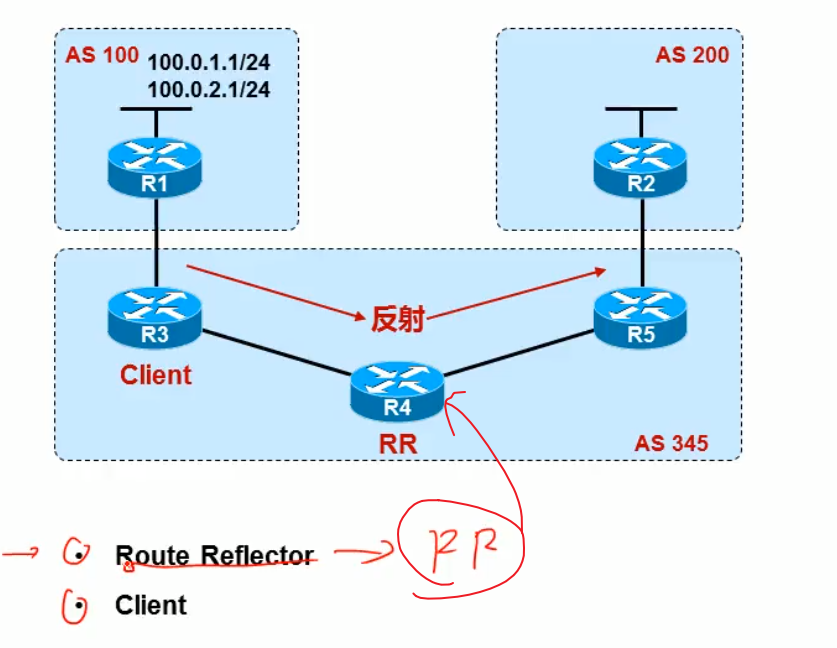 AS 100
100.0.1.1/24
100.0.2.1/24
AS 200
R1
R2
反射
R3
R5
Client
R4
RR
AS 345
Route Reflector
RR
Client